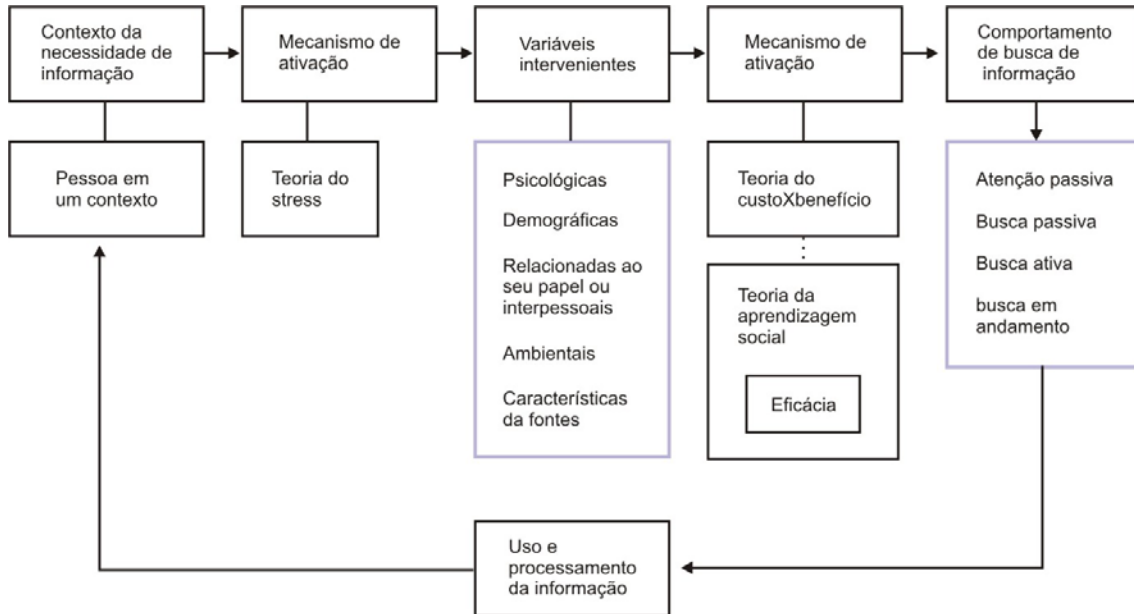 Contexto da
necessidade de
informação
Mecanismo de
ativação
Variáveis
intervenientes
Mecanismo de
ativação
Comportamento
de busca de
informação
Pessoa em
um contexto
Teoria do
stress
Psicológicas
Demográficas
Relacionadas ao
seu papel ou
interpessoais
Ambientais
Características
da fontes
Teoria do
custoXbenefício
Teoria da
aprendizagem
social
Eficácia
Atenção passiva
Busca passiva
Busca ativa
busca em
andamento
Uso e
processamento
da informação